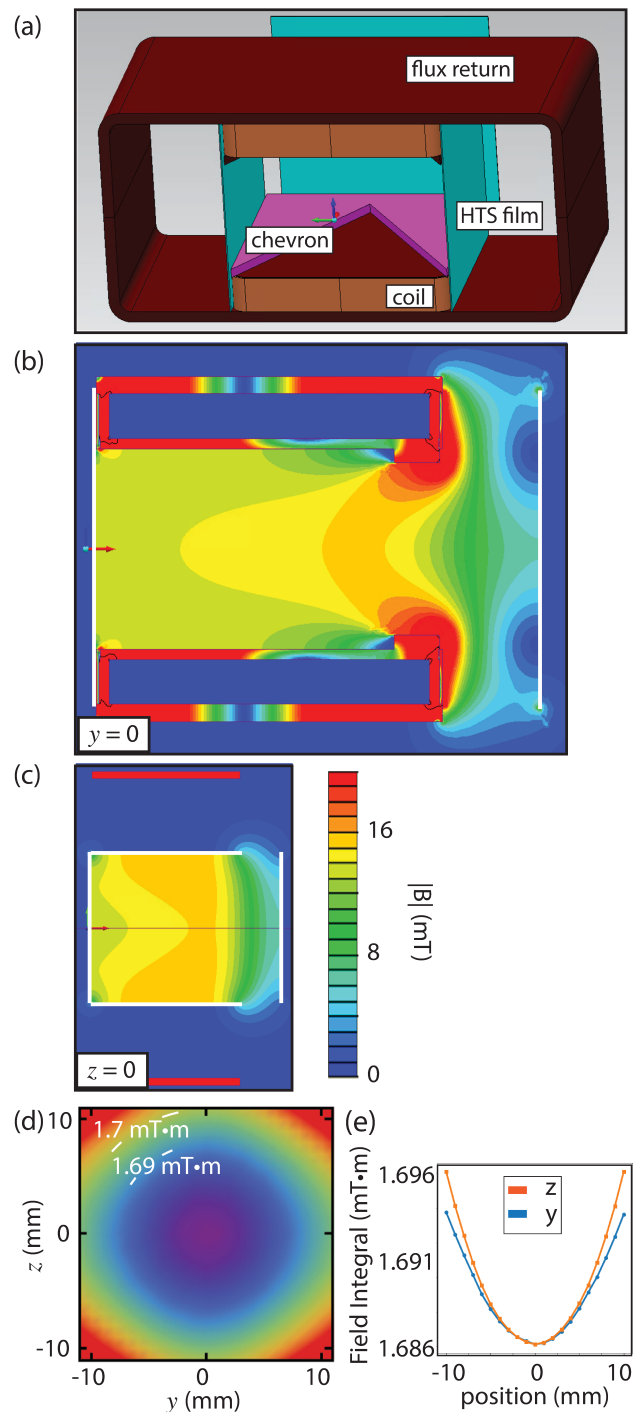 (a)
flux return
HTS film
chevron
coil
(b)
y = 0
(c)
z = 0
16
8
0
|B| (mT)
(d)
10
0
-10
z (mm)
1.7 mT•m
1.69 mT•m
-10
0
10
y (mm)
(e)
1.696
1.691
1.686
Field Integral (mT•m)
z
y
-10
0
10
position (mm)